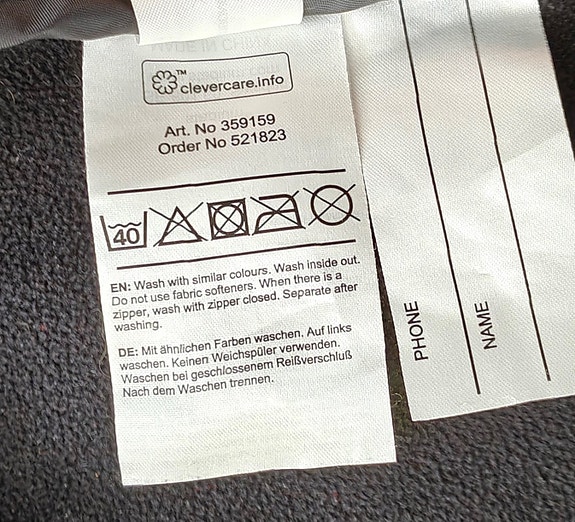 ™
clevercare.info
Art. No 359159
Order No 521823
40
EN: Wash with similar colours. Wash inside out.
Do not use fabric softeners. When there is a
zipper, wash with zipper closed. Separate after
washing.
DE: Mit ähnlichen Farben waschen. Auf links
waschen. Keinen Weichspüler verwenden.
Waschen bei geschlossenem Reißverschluß
Nach dem Waschen trennen.
PHONE
NAME